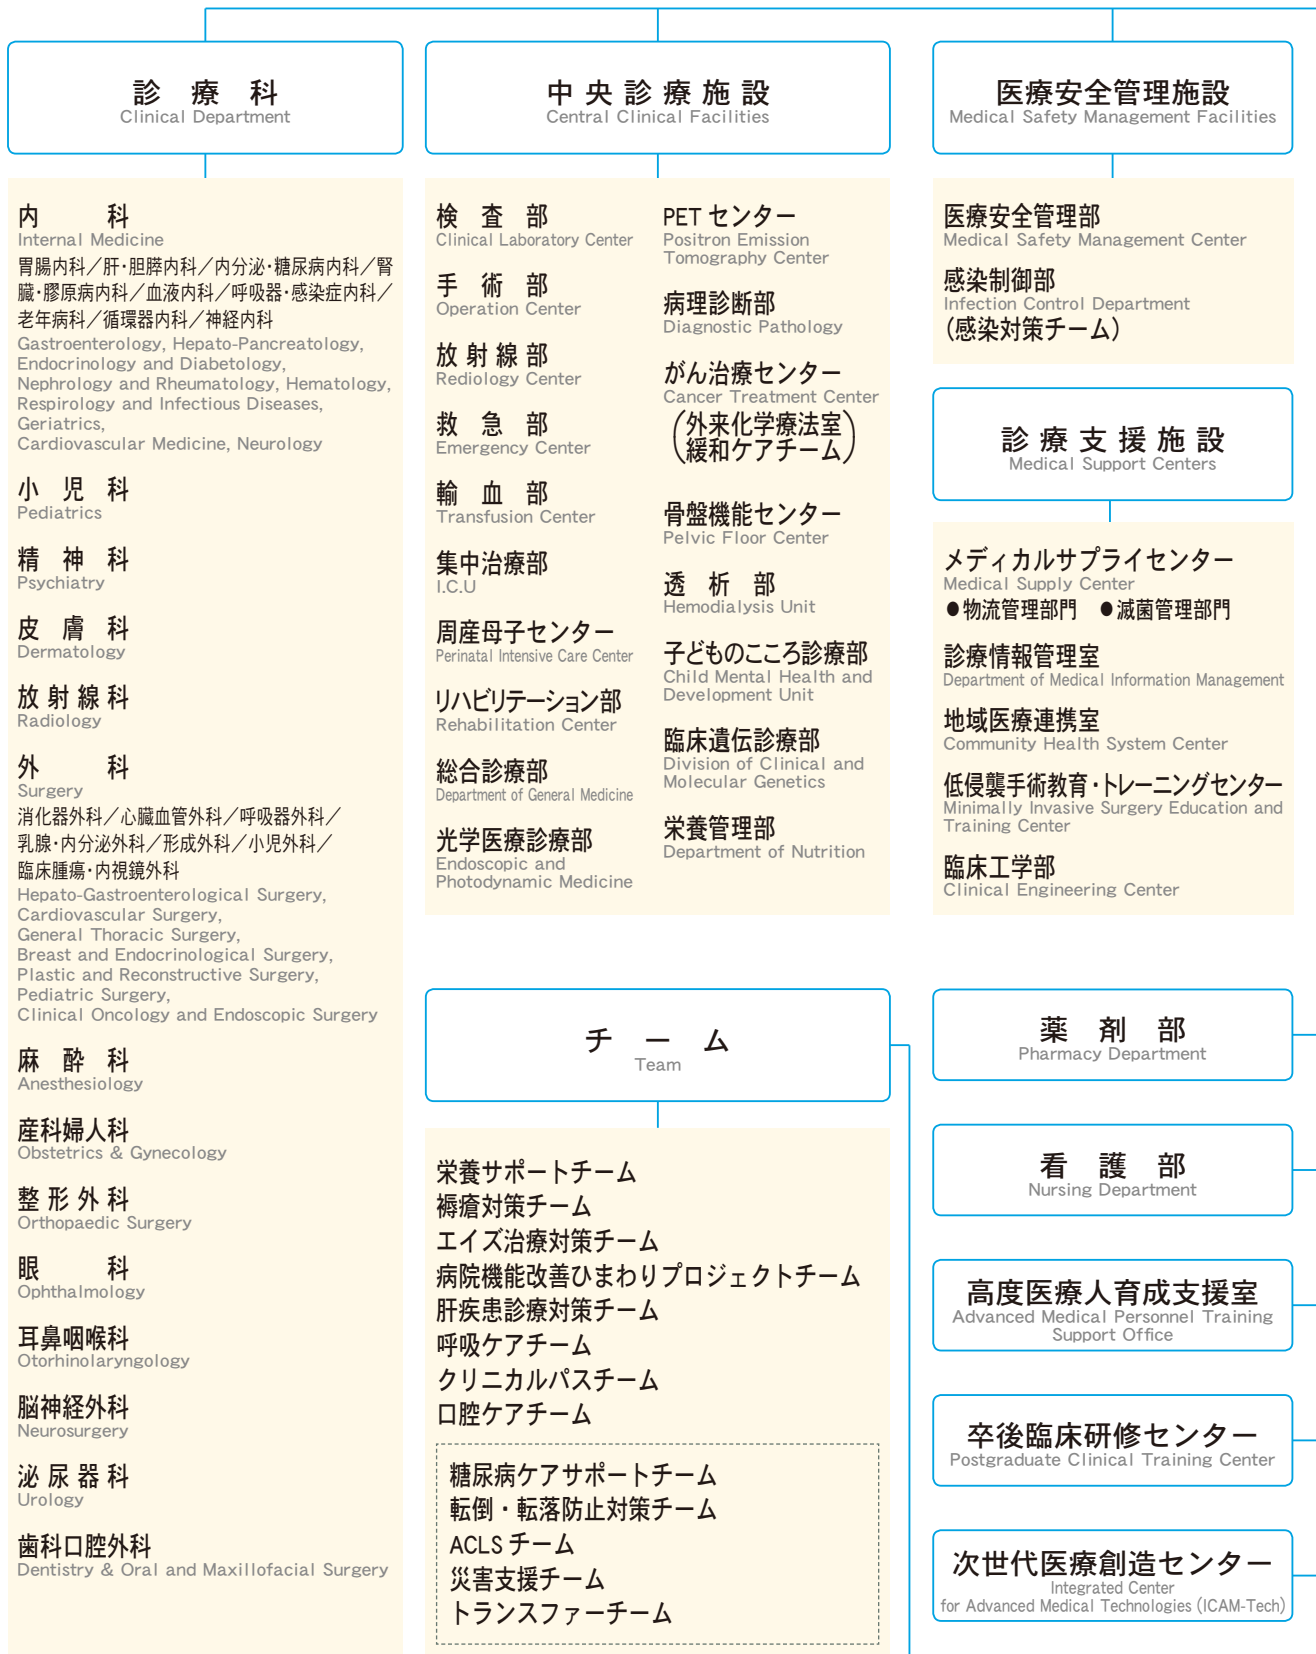 診療科
Clinical Department
内科
Internal Medicine
胃腸内科／肝・胆膵内科／内分泌・糖尿病内科／腎
臓・膠原病内科／血液内科／呼吸器・感染症内科／
老年病科／循環器内科／神経内科
Gastroenterology, Hepato-Pancreatology,
Endocrinology and Diabetology,
Nephrology and Rheumatology, Hematology,
Respirology and Infectious Diseases,
Geriatrics,
Cardiovascular Medicine, Neurology
小児科
Pediatrics
精神科
Psychiatry
皮膚科
Dermatology
放射線科
Radiology
外科
Surgery
消化器外科／心臓血管外科／呼吸器外科／
乳腺・内分泌外科／形成外科／小児外科／
臨床腫瘍・内視鏡外科
Hepato-Gastroenterological Surgery,
Cardiovascular Surgery,
General Thoracic Surgery,
Breast and Endocrinological Surgery,
Plastic and Reconstructive Surgery,
Pediatric Surgery,
Clinical Oncology and Endoscopic Surgery
麻酔科
Anesthesiology
産科婦人科
Obstetrics & Gynecology
整形外科
Orthopaedic Surgery
眼科
Ophthalmology
耳鼻咽喉科
Otorhinolaryngology
脳神経外科
Neurosurgery
泌尿器科
Urology
歯科口腔外科
Dentistry & Oral and Maxillofacial Surgery
中央診療施設
Central Clinical Facilities
検査部
Clinical Laboratory Center
手術部
Operation Center
放射線部
Rediology Center
救急部
Emergency Center
輸血部
Transfusion Center
集中治療部
I.C.U
周産母子センター
Perinatal Intensive Care Center
リハビリテーション部
Rehabilitation Center
総合診療部
Department of General Medicine
光学医療診療部
Endoscopic and
Photodynamic Medicine
PET センター
Positron Emission
Tomography Center
病理診断部
Diagnostic Pathology
がん治療センター
Cancer Treatment Center
（外来化学療法室
緩和ケアチーム）
骨盤機能センター
Pelvic Floor Center
透析部
Hemodialysis Unit
子どものこころ診療部
Child Mental Health and
Development Unit
臨床遺伝診療部
Division of Clinical and
Molecular Genetics
栄養管理部
Department of Nutrition
チーム
Team
栄養サポートチーム
褥瘡対策チーム
エイズ治療対策チーム
病院機能改善ひまわりプロジェクトチーム
肝疾患診療対策チーム
呼吸ケアチーム
クリニカルパスチーム
口腔ケアチーム
糖尿病ケアサポートチーム
転倒・転落防止対策チーム
ACLS チーム
災害支援チーム
トランスファーチーム
医療安全管理施設
Medical Safety Management Facilities
医療安全管理部
Medical Safety Management Center
感染制御部
Infection Control Department
（感染対策チーム）
診療支援施設
Medical Support Centers
メディカルサプライセンター
Medical Supply Center
●物流管理部門 ●滅菌管理部門
診療情報管理室
Department of Medical Information Management
地域医療連携室
Community Health System Center
低侵襲手術教育・トレーニングセンター
Minimally Invasive Surgery Education and
Training Center
臨床工学部
Clinical Engineering Center
薬剤部
Pharmacy Department
看護部
Nursing Department
高度医療人育成支援室
Advanced Medical Personnel Training
Support Office
卒後臨床研修センター
Postgraduate Clinical Training Center
次世代医療創造センター
Integrated Center
for Advanced Medical Technologies (ICAM-Tech)